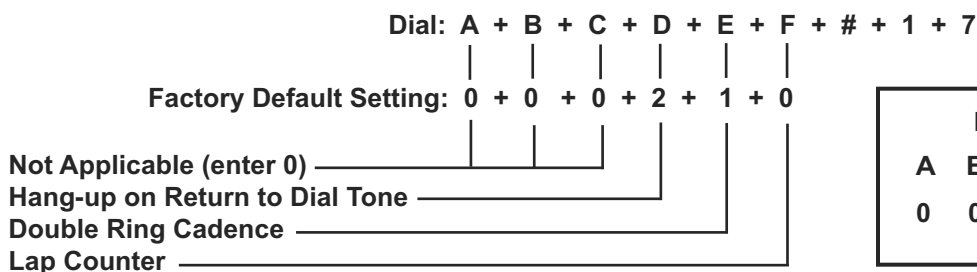 Dial: A + B + C + D + E + F + # + 1 + 7
Factory Default Setting: 0 + 0 + 0 + 2 + 1 + 0
Not Applicable (enter 0)
Hang-up on Return to Dial Tone
Double Ring Cadence
Lap Counter
A
0